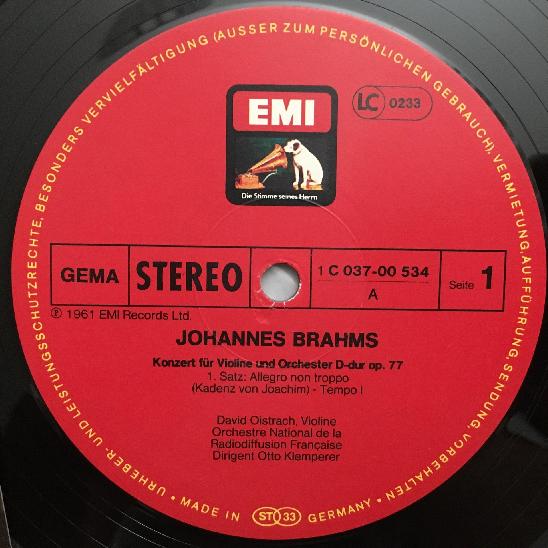 URHEBER- UND LEISTUNGSSCHUTZRECHTE, BESONDERS VERVIELFÄLTIGUNG (AUSSER ZUM PERSÖNLICHEN GEBRAUCH), VERMIETUNG, AUFFÜHRUNG, SENDUNG, VORBEHALTEN
EMI
LC 0233
Die Stimme seines Herrn
GEMA
STEREO
1 C 037-00 534
A
Seite 1
℗ 1961 EMI Records Ltd.
JOHANNES BRAHMS
Konzert für Violine und Orchester D-dur op. 77
1. Satz: Allegro non troppo
(Kadenz von Joachim) - Tempo I
David Oistrach, Violine
Orchestre National de la
Radiodiffusion Française
Dirigent Otto Klemperer
• MADE IN ST 33 GERMANY •